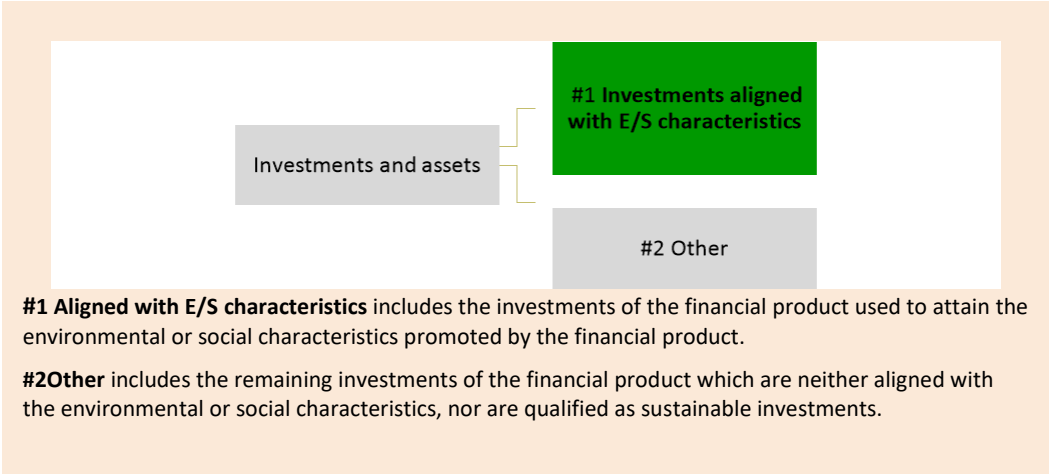 #1 Investments aligned
with E/S characteristics
Investments and assets
#2 Other
#1 Aligned with E/S characteristics includes the investments of the financial product used to attain the
environmental or social characteristics promoted by the financial product.
#2Other includes the remaining investments of the financial product which are neither aligned with
the environmental or social characteristics, nor are qualified as sustainable investments.